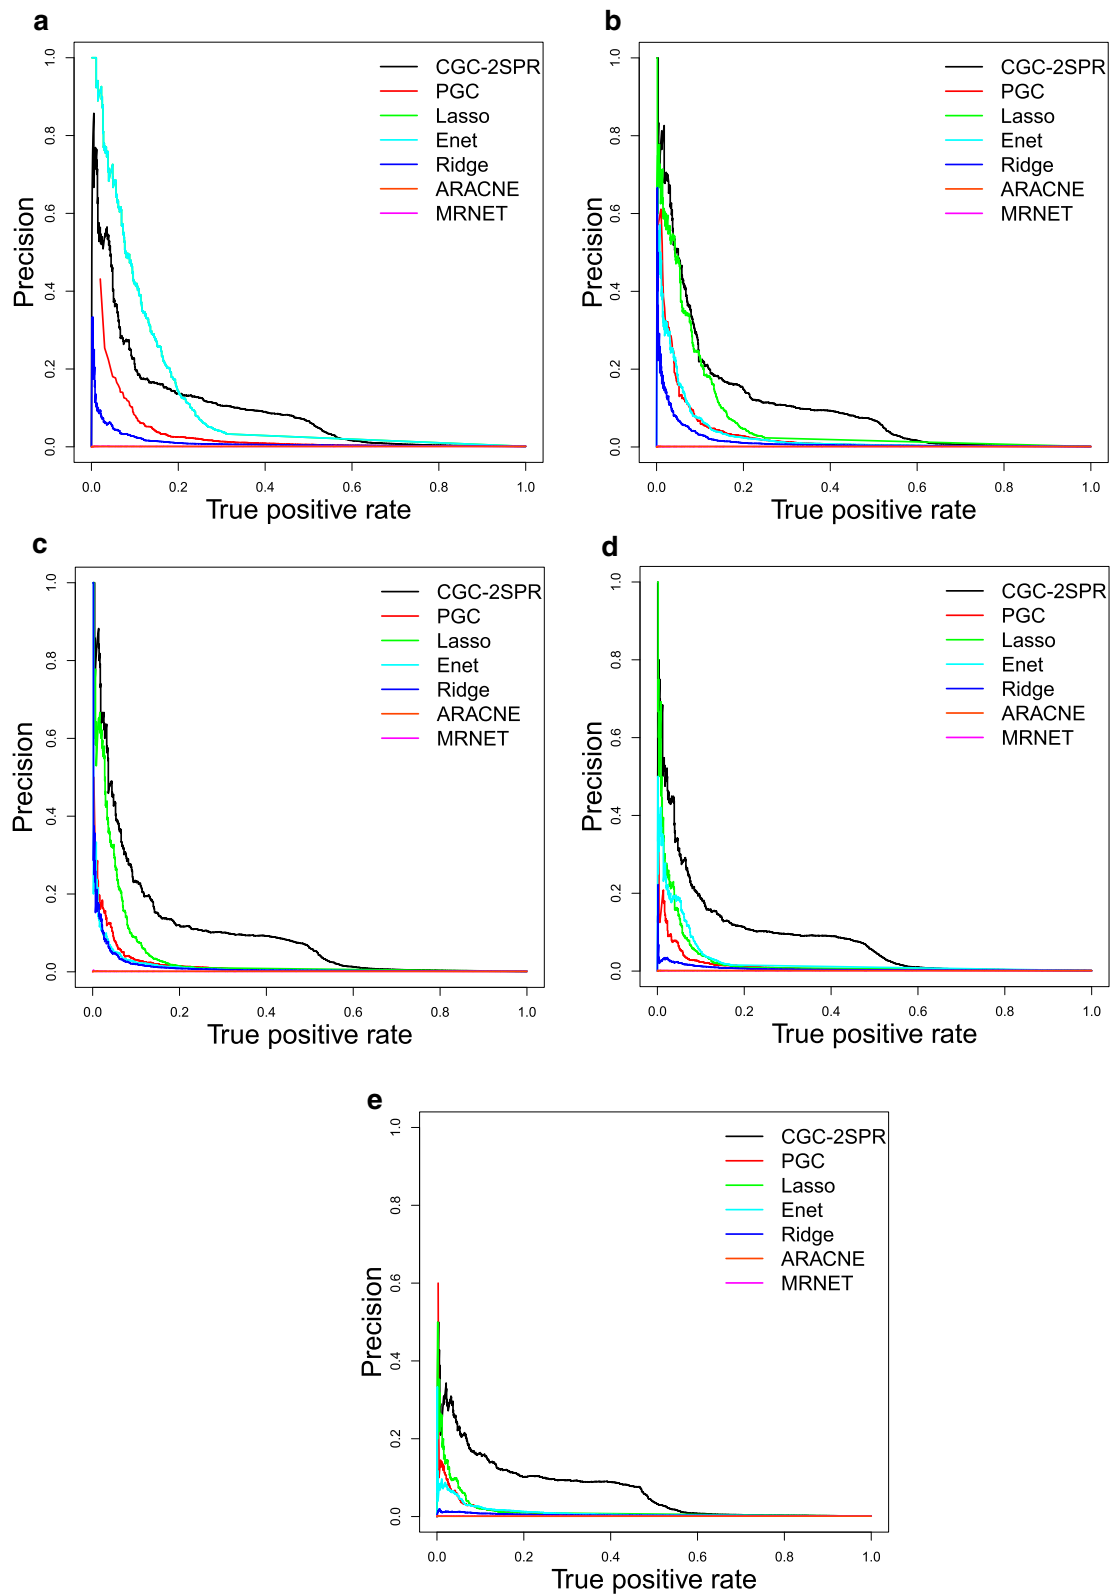 a
1.0
0.8
0.6
0.4
0.2
0.0
Precision
CGC-2SPR
PGC
Lasso
Enet
Ridge
ARACNE
MRNET
0.0 0.2 0.4 0.6 0.8 1.0
True positive rate
b
1.0
0.8
0.6
0.4
0.2
0.0
Precision
CGC-2SPR
PGC
Lasso
Enet
Ridge
ARACNE
MRNET
0.0 0.2 0.4 0.6 0.8 1.0
True positive rate
c
1.0
0.8
0.6
0.4
0.2
0.0
Precision
CGC-2SPR
PGC
Lasso
Enet
Ridge
ARACNE
MRNET
0.0 0.2 0.4 0.6 0.8 1.0
True positive rate
d
1.0
0.8
0.6
0.4
0.2
0.0
Precision
CGC-2SPR
PGC
Lasso
Enet
Ridge
ARACNE
MRNET
0.0 0.2 0.4 0.6 0.8 1.0
True positive rate
e
1.0
0.8
0.6
0.4
0.2
0.0
Precision
CGC-2SPR
PGC
Lasso
Enet
Ridge
ARACNE
MRNET
0.0 0.2 0.4 0.6 0.8 1.0
True positive rate